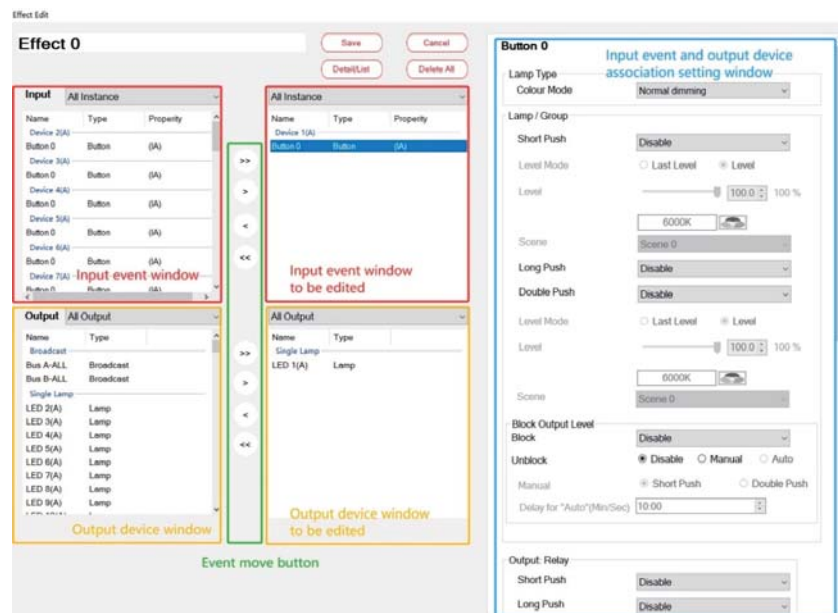 Effect Edit
Effect 0
Save
Cancel
Detail/List
Delete All
Input All Instance
Name Type Properity
Device 2(A)
Button 0 Button (IA)
Device 3(A)
Button 0 Button (IA)
Device 4(A)
Button 0 Button (IA)
Device 5(A)
Button 0 Button (IA)
Device 6(A)
Button 0 Button (IA)
Device 7(A)
Button 0 Button (IA)
Input event window
>>
>
<
<<
All Instance
Name Type Properity
Device 1(A)
Button 0 Button (IA)
Input event window
to be edited
Output All Output
Name Type
Broadcast
Bus A-ALL Broadcast
Bus B-ALL Broadcast
Single Lamp
LED 2(A) Lamp
LED 3(A) Lamp
LED 4(A) Lamp
LED 5(A) Lamp
LED 6(A) Lamp
LED 7(A) Lamp
LED 8(A) Lamp
LED 9(A) Lamp
Output device window
>>
>
<
<<
All Output
Name Type
Single Lamp
LED 1(A) Lamp
Output device window
to be edited
Event move button
Button 0
Input event and output device
association setting window
Lamp Type
Colour Mode Normal dimming
Lamp / Group
Short Push Disable
Level Mode Last Level Level
Level 100.0 100 %
6000K
Scene Scene 0
Long Push Disable
Double Push Disable
Level Mode Last Level Level
Level 100.0 100 %
6000K
Scene Scene 0
Block Output Level
Block Disable
Unblock Disable Manual Auto
Manual Short Push Double Push
Delay for "Auto"(Min/Sec) 10:00
Output: Relay
Short Push Disable
Long Push Disable